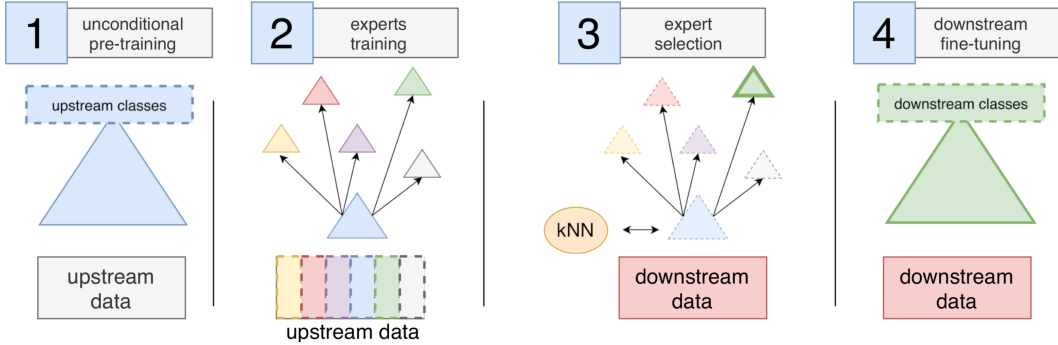 1
unconditional
pre-training
upstream classes
upstream
data
2
experts
training
upstream data
3
expert
selection
kNN
downstream
data
4
downstream
fine-tuning
downstream classes
downstream
data